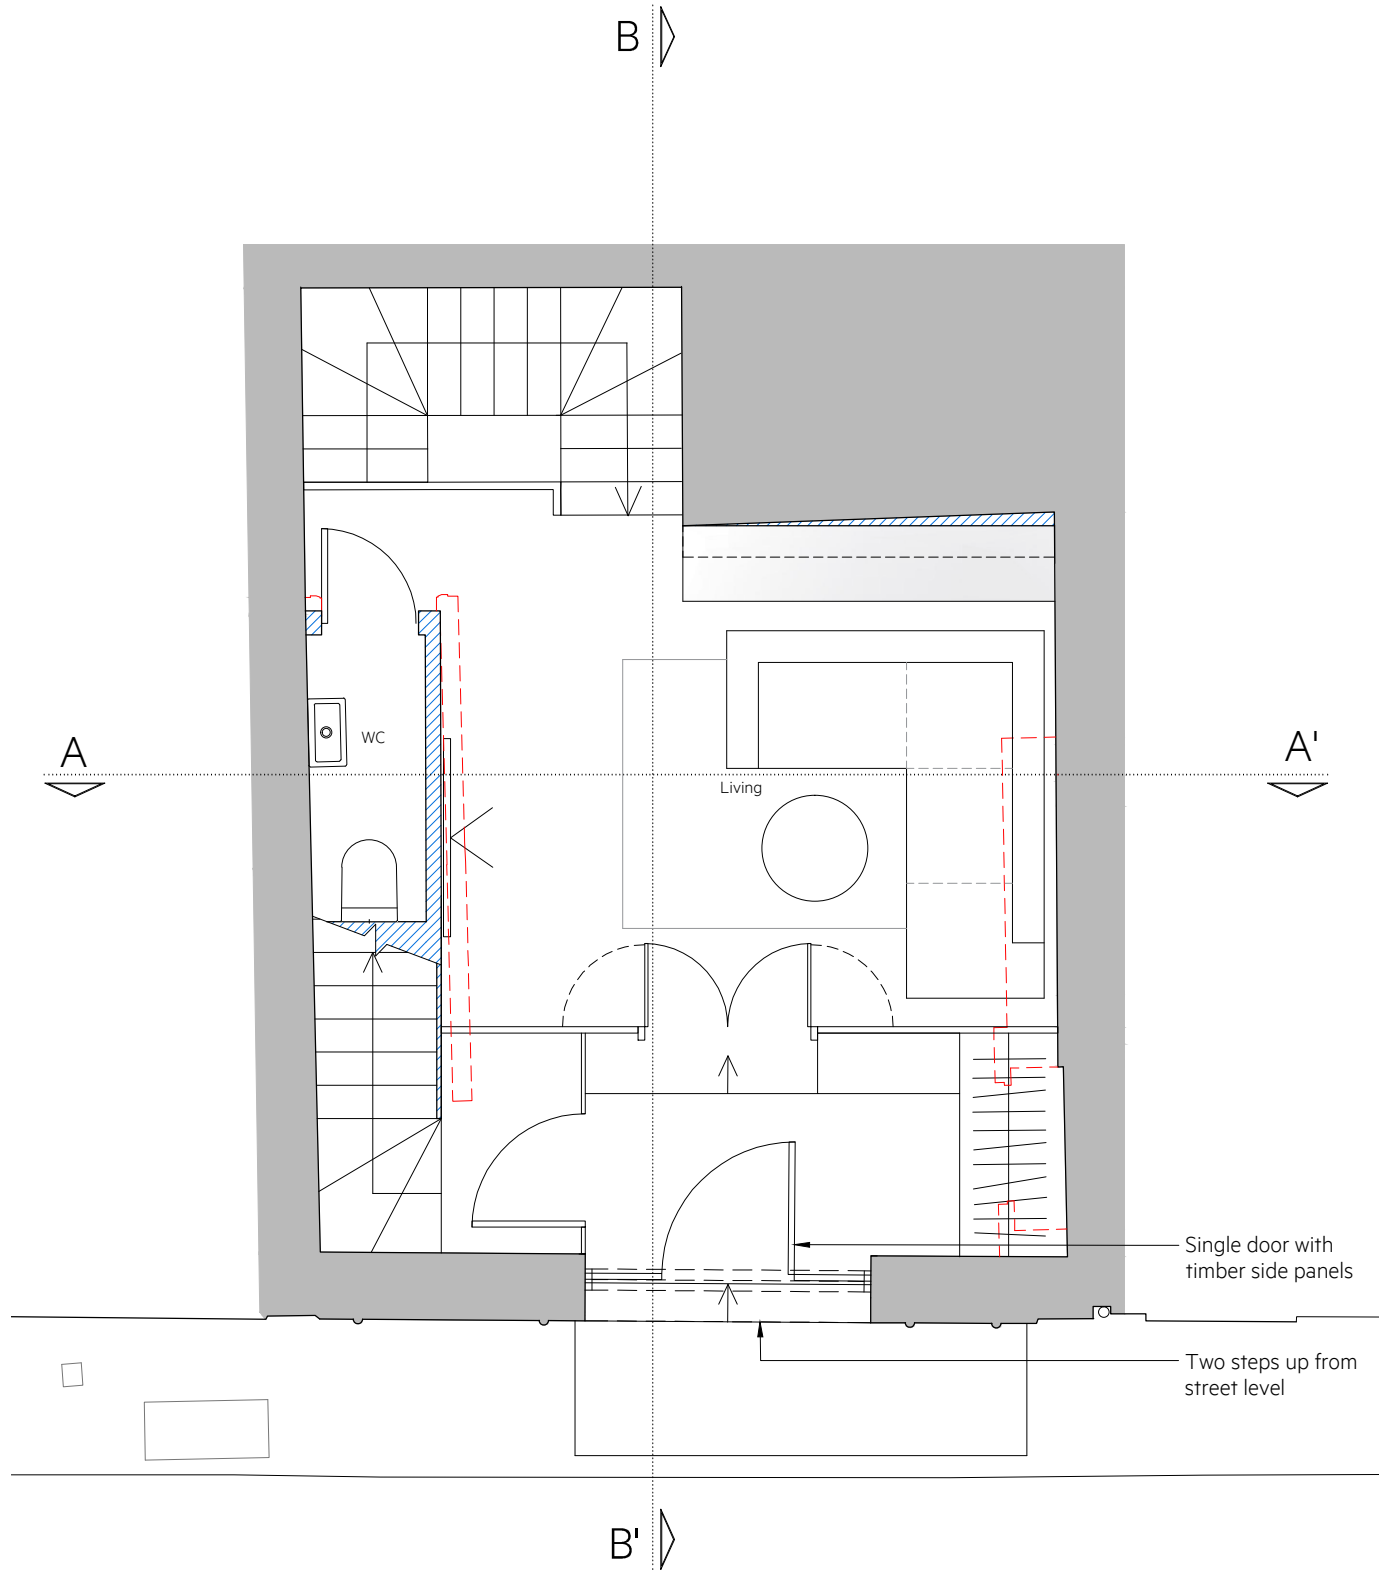 B
WC
A
A'
Living
Single door with
timber side panels
Two steps up from
street level
B'